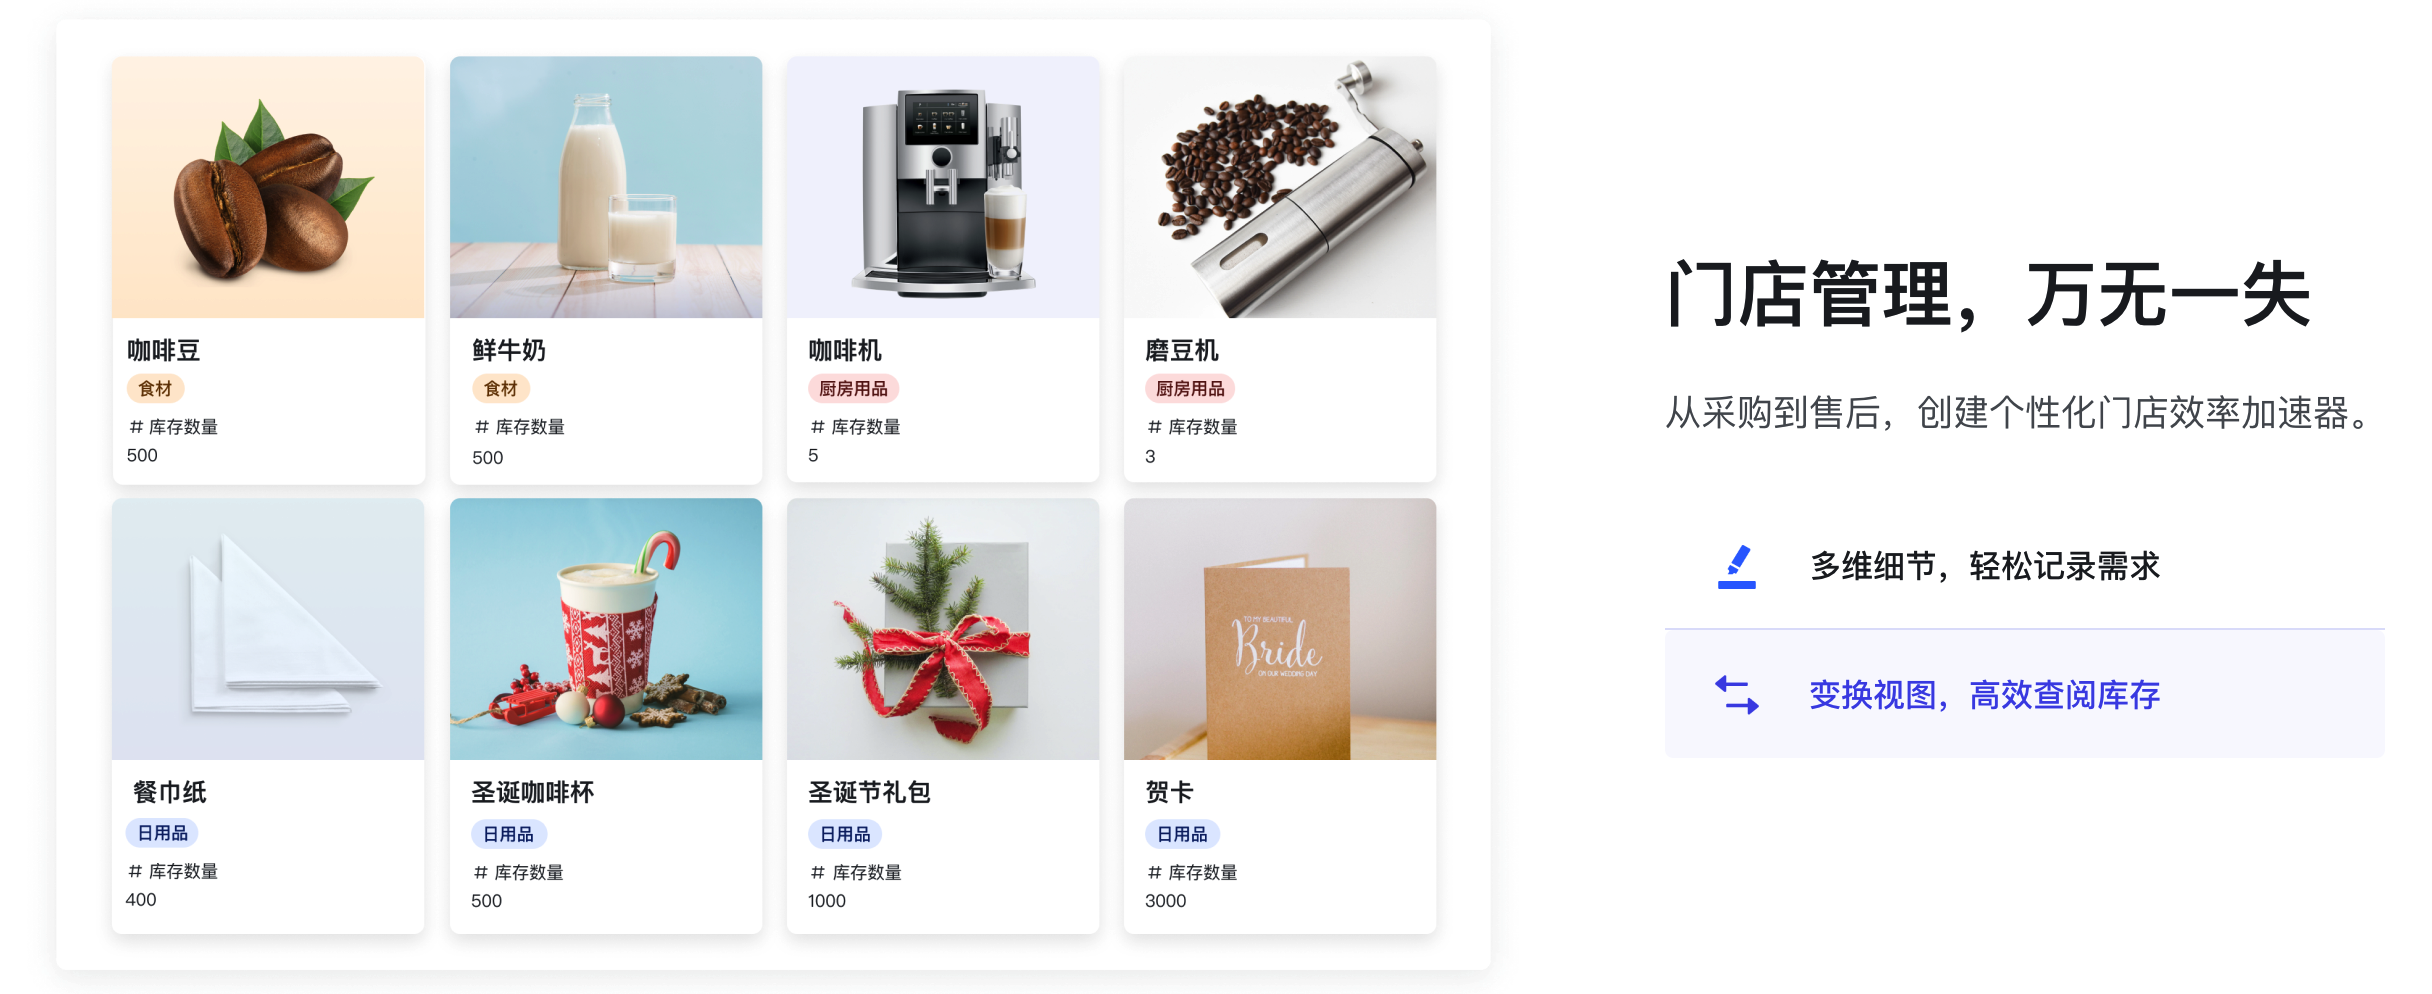 咖啡豆
食材
# 库存数量
500
鲜牛奶
食材
# 库存数量
500
咖啡机
厨房用品
# 库存数量
5
磨豆机
厨房用品
# 库存数量
3
餐巾纸
日用品
# 库存数量
400
圣诞咖啡杯
日用品
# 库存数量
500
圣诞节礼包
日用品
# 库存数量
1000
TO MY BEAUTIFUL
Bride
ON OUR WEDDING DAY
贺卡
日用品
# 库存数量
3000
门店管理，万无一失
从采购到售后，创建个性化门店效率加速器。
多维细节，轻松记录需求
变换视图，高效查阅库存